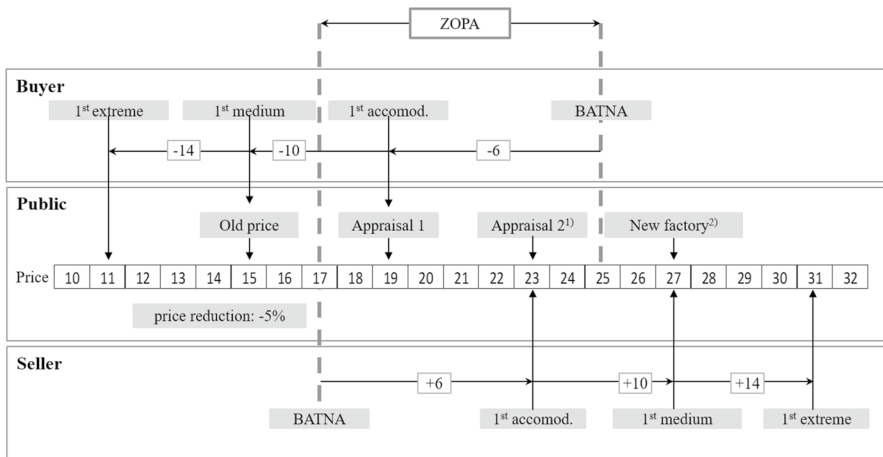 ZOPA
Buyer
1st extreme 1st medium 1st accomod. BATNA
-14 -10 -6
Public
Old price Appraisal 1 Appraisal 2¹⁾ New factory²⁾
Price 10 11 12 13 14 15 16 17 18 19 20 21 22 23 24 25 26 27 28 29 30 31 32
price reduction: -5%
Seller
+6 +10 +14
BATNA 1st accomod. 1st medium 1st extreme